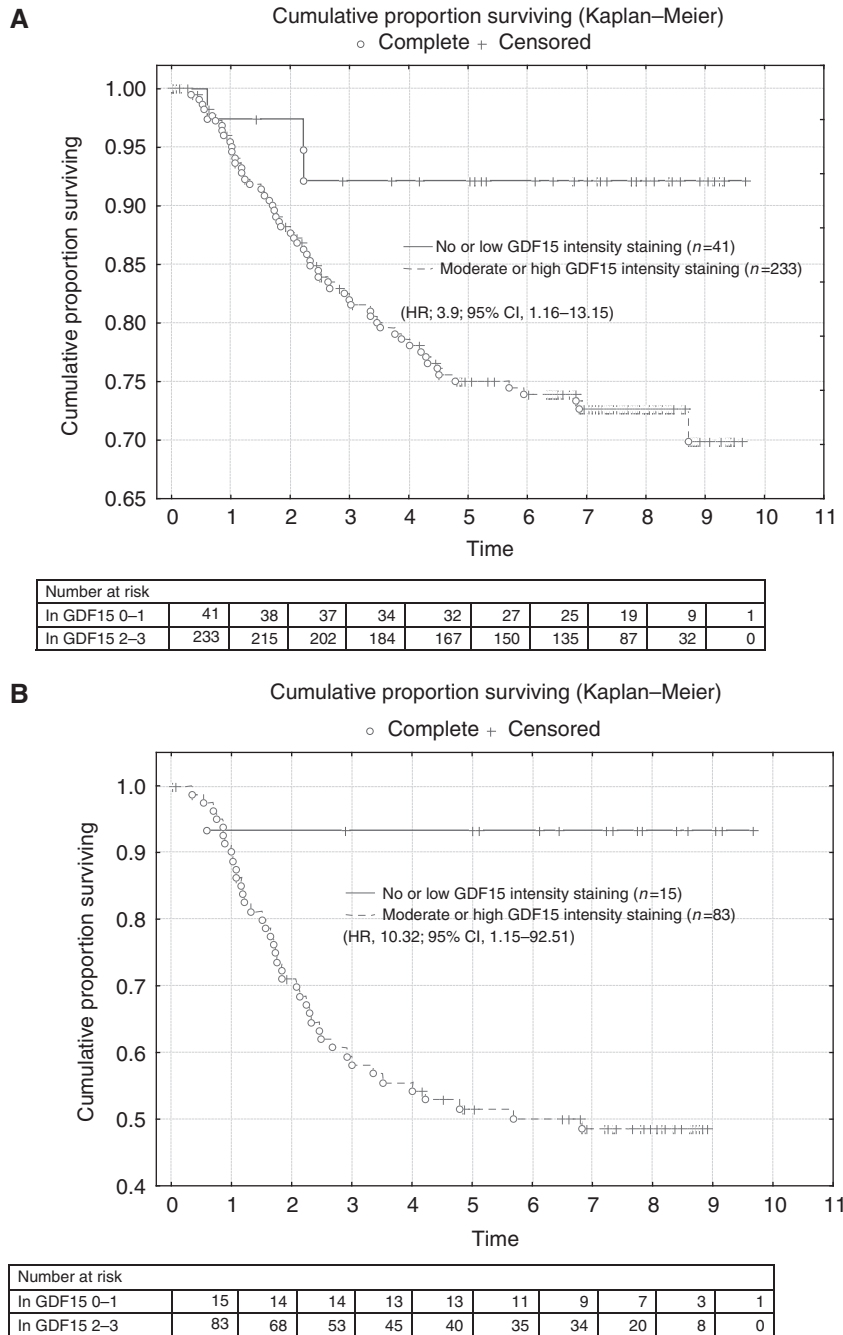 A
Cumulative proportion surviving (Kaplan–Meier)
Complete + Censored
Cumulative proportion surviving
1.00
0.95
0.90
0.85
0.80
0.75
0.70
0.65
No or low GDF15 intensity staining (n=41)
Moderate or high GDF15 intensity staining (n=233)
(HR; 3.9; 95% CI, 1.16–13.15)
0 1 2 3 4 5 6 7 8 9 10 11
Time
Number at risk
In GDF15 0–1 41 38 37 34 32 27 25 19 9 1
In GDF15 2–3 233 215 202 184 167 150 135 87 32 0
B
Cumulative proportion surviving (Kaplan–Meier)
Complete + Censored
Cumulative proportion surviving
1.0
0.9
0.8
0.7
0.6
0.5
0.4
No or low GDF15 intensity staining (n=15)
Moderate or high GDF15 intensity staining (n=83)
(HR, 10.32; 95% CI, 1.15–92.51)
0 1 2 3 4 5 6 7 8 9 10 11
Time
Number at risk
In GDF15 0–1 15 14 14 13 13 11 9 7 3 1
In GDF15 2–3 83 68 53 45 40 35 34 20 8 0